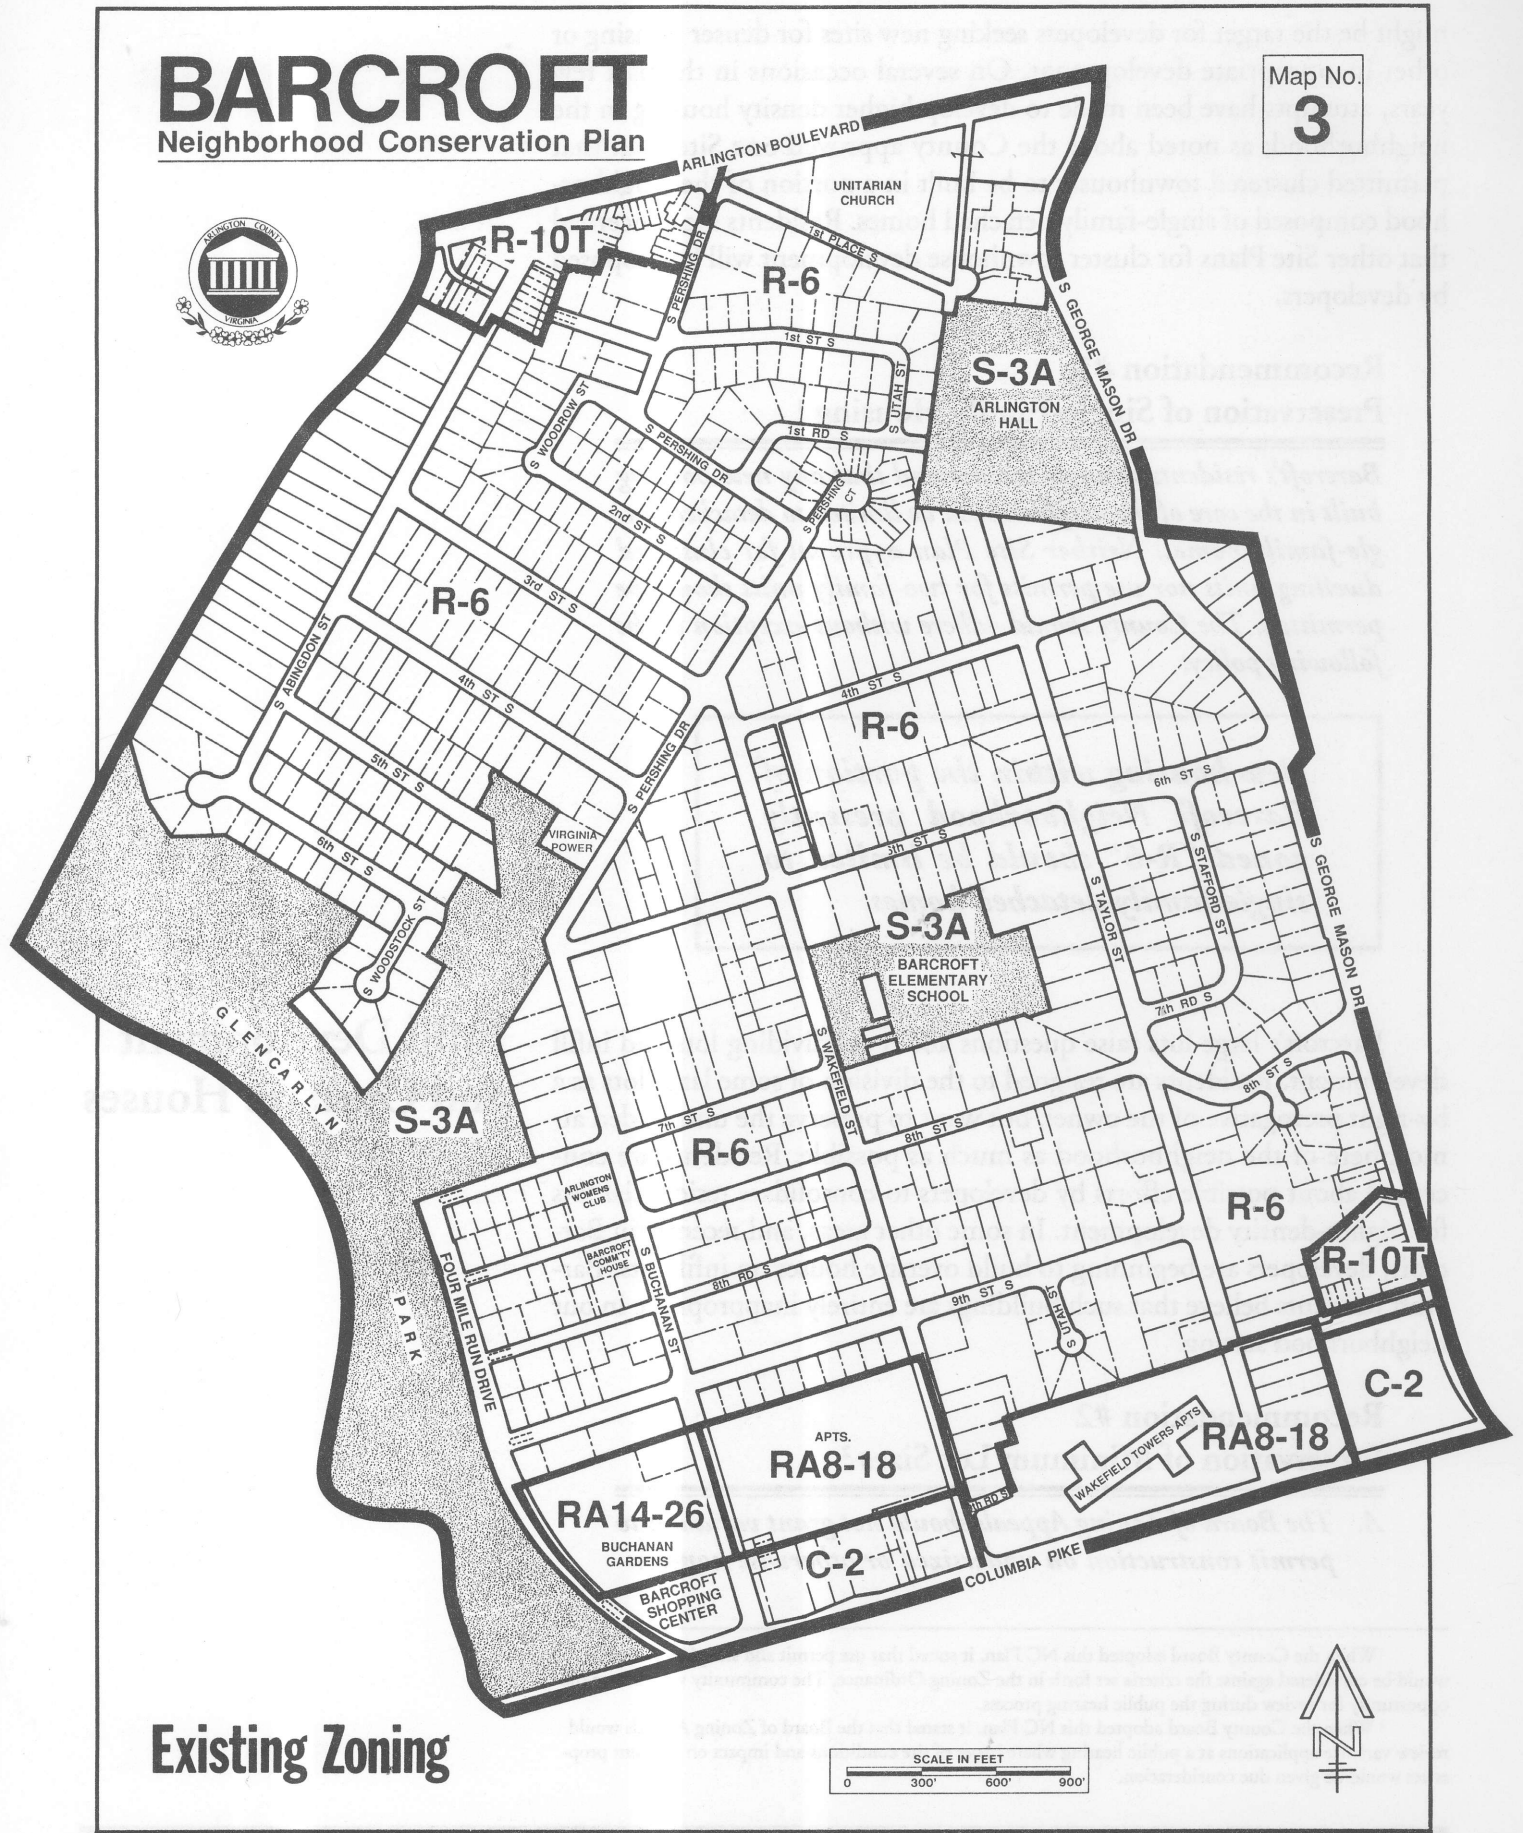 BARCROFT
Neighborhood Conservation Plan
Map No.
3
ARLINGTON COUNTY
VIRGINIA
ARLINGTON BOULEVARD
UNITARIAN
CHURCH
R-10T
1st PLACE S
R-6
S PERSHING DR
S PERSHING DR
S GEORGE MASON DR
1st ST S
S UTAH ST
S-3A
ARLINGTON
HALL
S WOODROW ST
S PERSHING DR
1st RD S
S PERSHING
CT
2nd ST S
3rd ST S
R-6
S ABINGDON ST
4th ST S
4th ST S
R-6
S PERSHING DR
5th ST S
6th ST S
VIRGINIA
POWER
5th ST S
6th ST S
S STAFFORD ST
S GEORGE MASON DR
S TAYLOR ST
S-3A
BARCROFT
ELEMENTARY
SCHOOL
S WOODSTOCK ST
7th RD S
GLENCARLYN
S WAKEFIELD ST
8th ST S
S-3A
7th ST S
R-6
8th ST S
ARLINGTON
WOMENS
CLUB
R-6
BARCROFT
COMM'TY
HOUSE
S BUCHANAN ST
8th RD S
R-10T
FOUR MILE RUN DRIVE
PARK
9th ST S
S UTAH ST
C-2
APTS.
RA8-18
WAKEFIELD TOWERS APTS
RA8-18
RA14-26
BUCHANAN
GARDENS
C-2
BARCROFT
SHOPPING
CENTER
COLUMBIA PIKE
Existing Zoning
SCALE IN FEET
0 300' 600' 900'
N